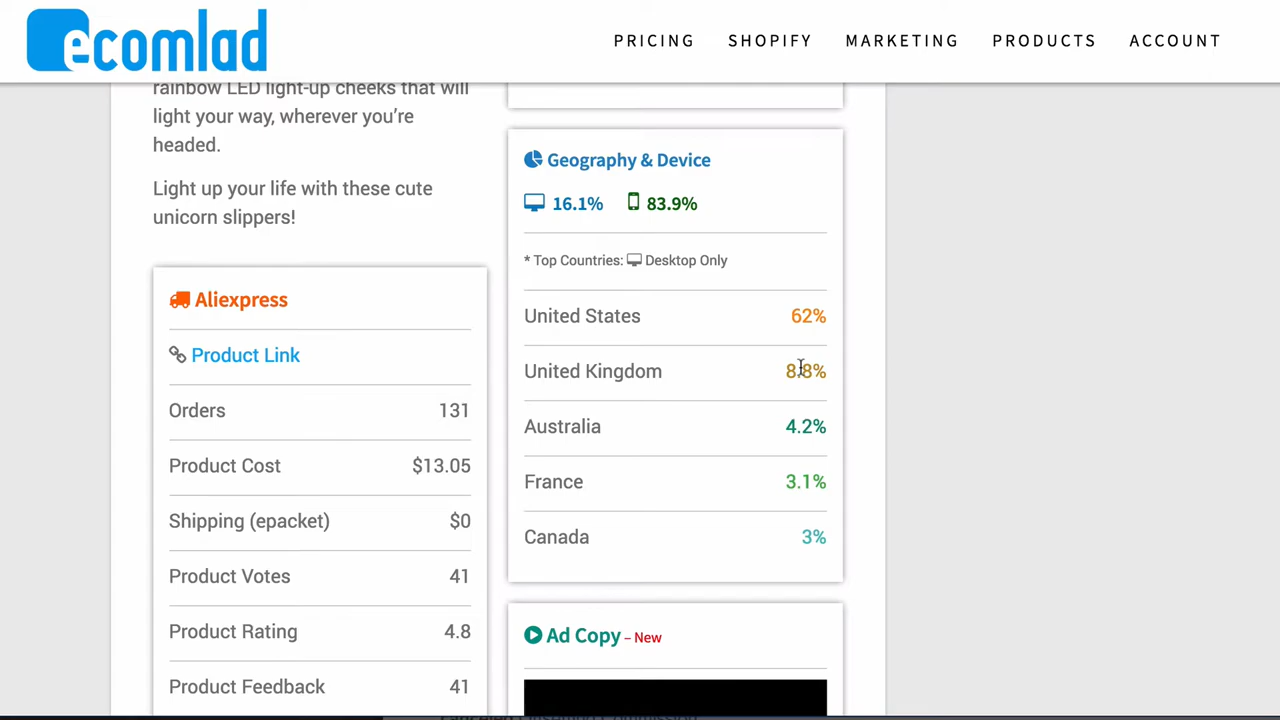 ecomlad
PRICING SHOPIFY MARKETING PRODUCTS ACCOUNT
rainbow LED light-up cheeks that will
light your way, wherever you're
headed.
Light up your life with these cute
unicorn slippers!
Aliexpress
Product Link
Orders 131
Product Cost $13.05
Shipping (epacket) $0
Product Votes 41
Product Rating 4.8
Product Feedback 41
Geography & Device
16.1% 83.9%
* Top Countries: Desktop Only
United States 62%
United Kingdom 8.8%
Australia 4.2%
France 3.1%
Canada 3%
Ad Copy – New